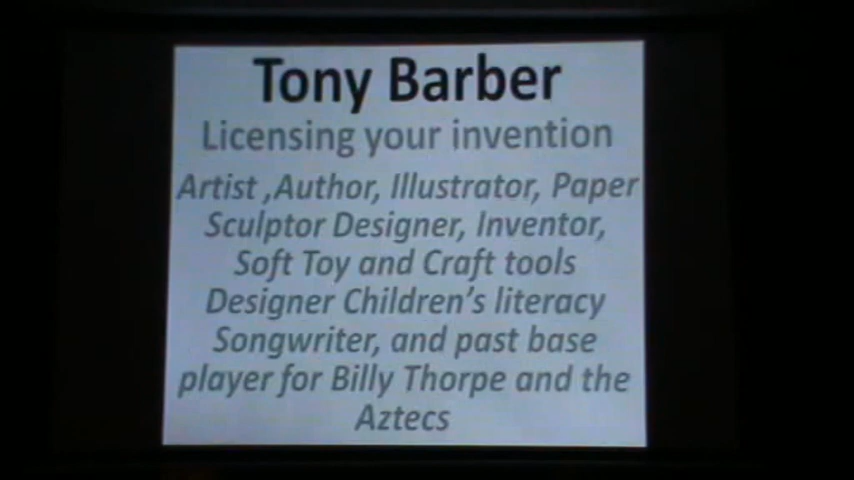 Tony Barber
Licensing your invention
Artist ,Author, Illustrator, Paper
Sculptor Designer, Inventor,
Soft Toy and Craft tools
Designer Children's literacy
Songwriter, and past base
player for Billy Thorpe and the
Aztecs